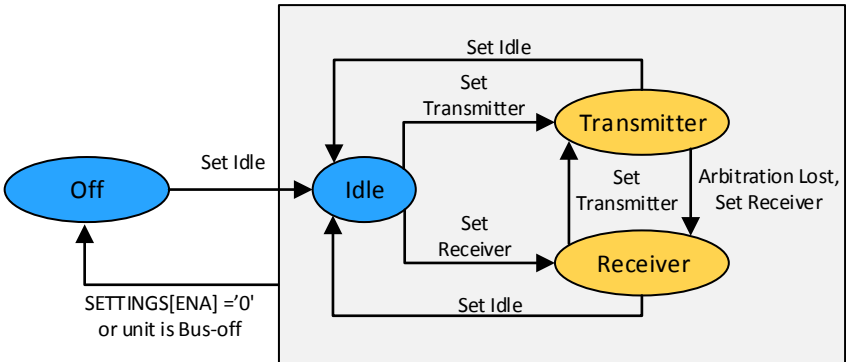 Set Idle
Set
Transmitter
Transmitter
Set Idle
Off
Idle
Set
Transmitter
Arbitration Lost,
Set Receiver
Set
Receiver
Receiver
SETTINGS[ENA] ='0'
or unit is Bus-off
Set Idle